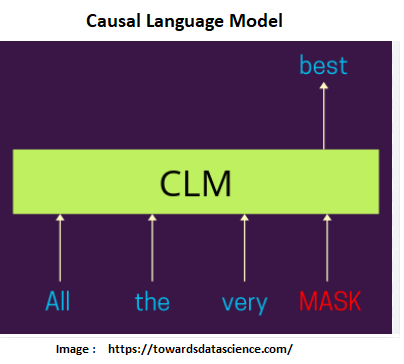 Causal Language Model
best
CLM
All the very MASK
Image : https://towardsdatascience.com/